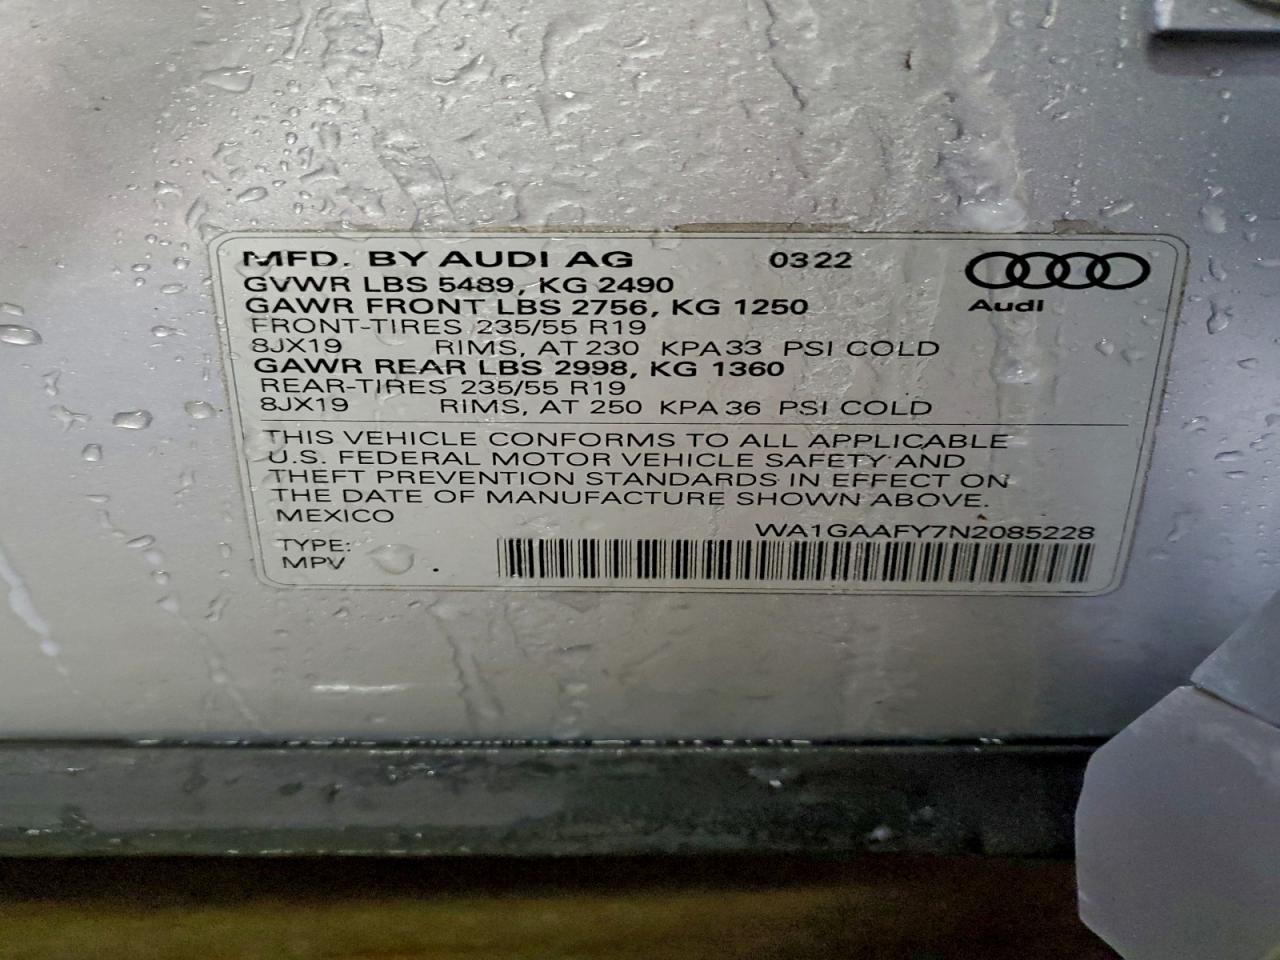 MFD. BY AUDI AG 0322
GVWR LBS 5489, KG 2490
GAWR FRONT LBS 2756, KG 1250
Audi
FRONT-TIRES 235/55 R19
8JX19 RIMS, AT 230 KPA 33 PSI COLD
GAWR REAR LBS 2998, KG 1360
REAR-TIRES 235/55 R19
8JX19 RIMS, AT 250 KPA 36 PSI COLD
THIS VEHICLE CONFORMS TO ALL APPLICABLE
U.S. FEDERAL MOTOR VEHICLE SAFETY AND
THEFT PREVENTION STANDARDS IN EFFECT ON
THE DATE OF MANUFACTURE SHOWN ABOVE.
MEXICO
WA1GAAFY7N2085228
TYPE:
MPV